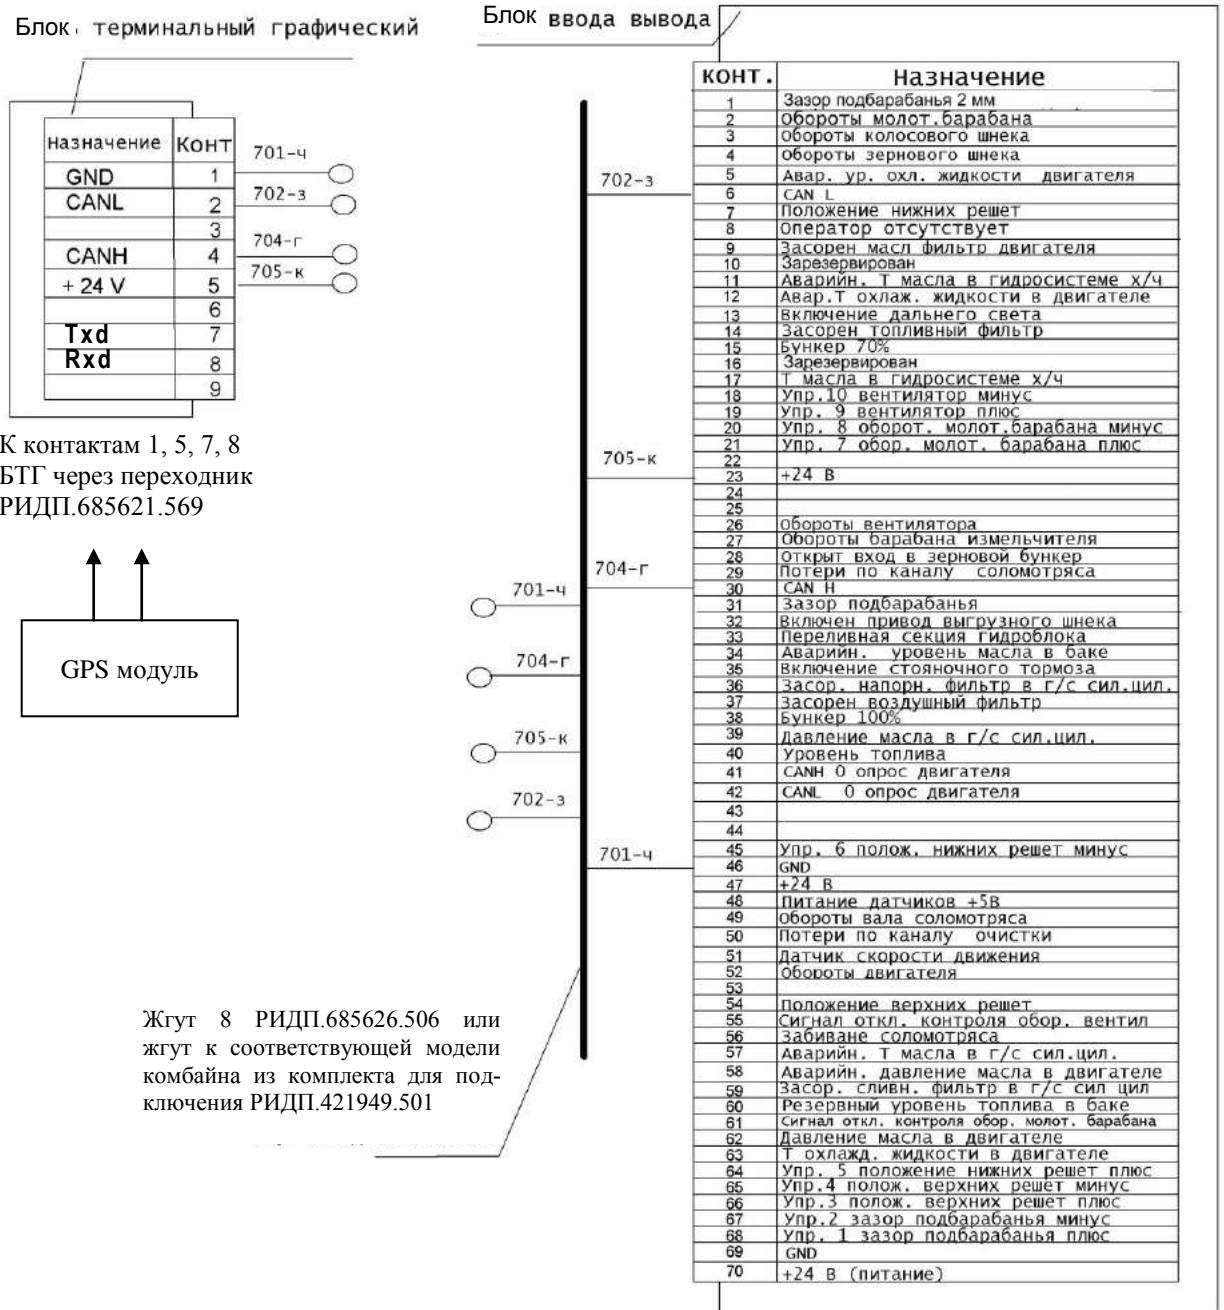 Блок терминальный графический
Назначение Конт
GND 1
CANL 2
3
CANH 4
+ 24 V 5
6
Txd 7
Rxd 8
9
701-ч
702-з
704-г
705-к
К контактам 1, 5, 7, 8
БТГ через переходник
РИДП.685621.569
GPS модуль
Блок ввода вывода
702-з
705-к
704-г
701-ч
704-г
705-к
702-з
701-ч
Жгут 8 РИДП.685626.506 или
жгут к соответствующей модели
комбайна из комплекта для под-
ключения РИДП.421949.501
КОНТ. Назначение
1 Зазор подбарабанья 2 мм
2 Обороты молот.барабана
3 Обороты колосового шнека
4 Обороты зернового шнека
5 Авар. ур. охл. жидкости двигателя
6 CAN L
7 Положение нижних решет
8 Оператор отсутствует
9 Засорен масл фильтр двигателя
10 Зарезервирован
11 Аварийн. Т масла в гидросистеме х/ч
12 Авар.Т охлаж. жидкости в двигателе
13 Включение дальнего света
14 Засорен топливный фильтр
15 Бункер 70%
16 Зарезервирован
17 Т масла в гидросистеме х/ч
18 Упр.10 вентилятор минус
19 Упр. 9 вентилятор плюс
20 Упр. 8 оборот. молот.барабана минус
21 Упр. 7 обор. молот. барабана плюс
22
23 +24 В
24
25
26 Обороты вентилятора
27 Обороты барабана измельчителя
28 Открыт вход в зерновой бункер
29 Потери по каналу соломотряса
30 CAN H
31 Зазор подбарабанья
32 Включен привод выгрузного шнека
33 Переливная секция гидроблока
34 Аварийн. уровень масла в баке
35 Включение стояночного тормоза
36 Засор. напорн. фильтр в г/с сил.цил.
37 Засорен воздушный фильтр
38 Бункер 100%
39 Давление масла в г/с сил.цил.
40 Уровень топлива
41 CANH 0 опрос двигателя
42 CANL 0 опрос двигателя
43
44
45 Упр. 6 полож. нижних решет минус
46 GND
47 +24 В
48 Питание датчиков +5В
49 Обороты вала соломотряса
50 Потери по каналу очистки
51 Датчик скорости движения
52 Обороты двигателя
53
54 Положение верхних решет
55 Сигнал откл. контроля обор. вентил
56 Забиване соломотряса
57 Аварийн. Т масла в г/с сил.цил.
58 Аварийн. давление масла в двигателе
59 Засор. сливн. фильтр в г/с сил цил
60 Резервный уровень топлива в баке
61 Сигнал откл. контроля обор. молот. барабана
62 Давление масла в двигателе
63 Т охлажд. жидкости в двигателе
64 Упр. 5 положение нижних решет плюс
65 Упр.4 полож. верхних решет минус
66 Упр.3 полож. верхних решет плюс
67 Упр.2 зазор подбарабанья минус
68 Упр. 1 зазор подбарабанья плюс
69 GND
70 +24 В (питание)